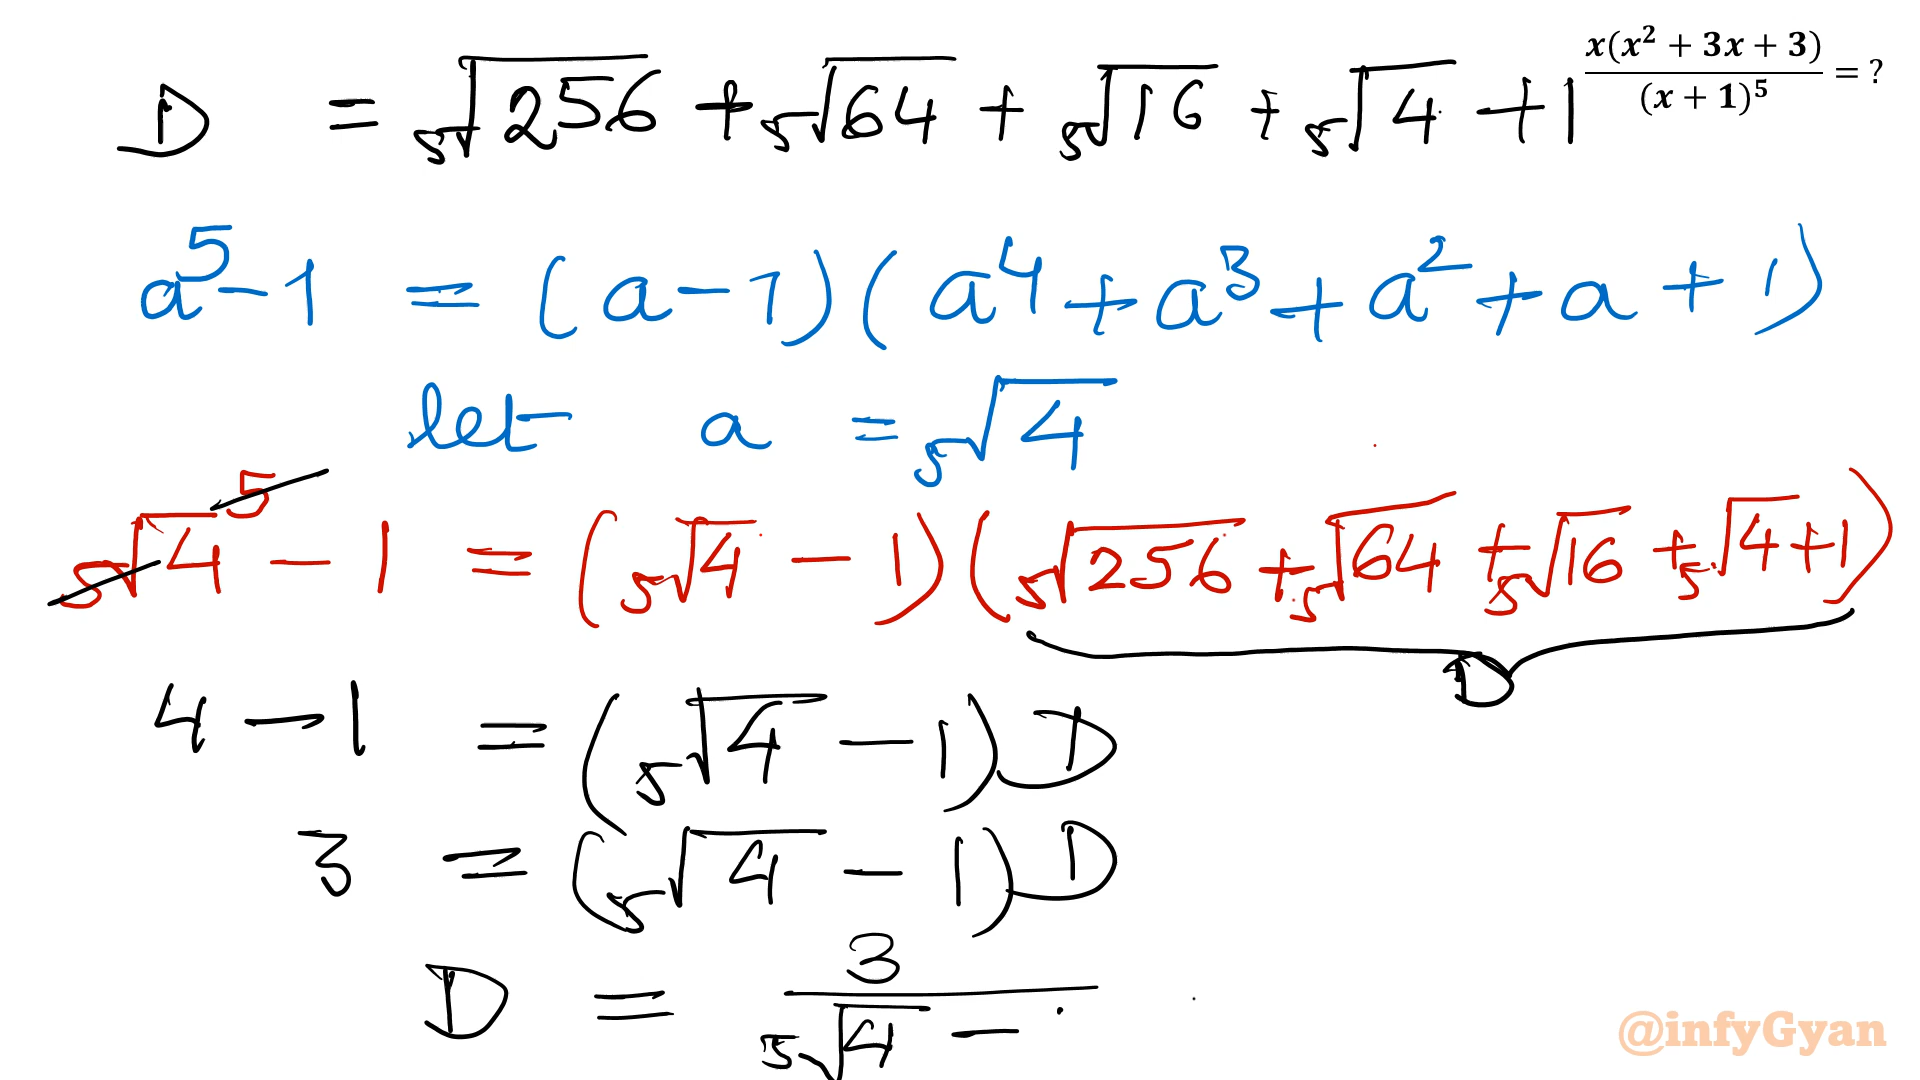 D = ⁵√256 + ⁵√64 + ⁵√16 + ⁵√4 + 1
x(x² + 3x + 3)/(x + 1)⁵ = ?
a⁵ - 1 = (a - 1)(a⁴ + a³ + a² + a + 1)
let a = ⁵√4
⁵√4⁵ - 1 = (⁵√4 - 1)(⁵√256 + ⁵√64 + ⁵√16 + ⁵√4 + 1)
D
4 - 1 = (⁵√4 - 1) D
3 = (⁵√4 - 1) D
D = 3/(⁵√4 -
@infyGyan